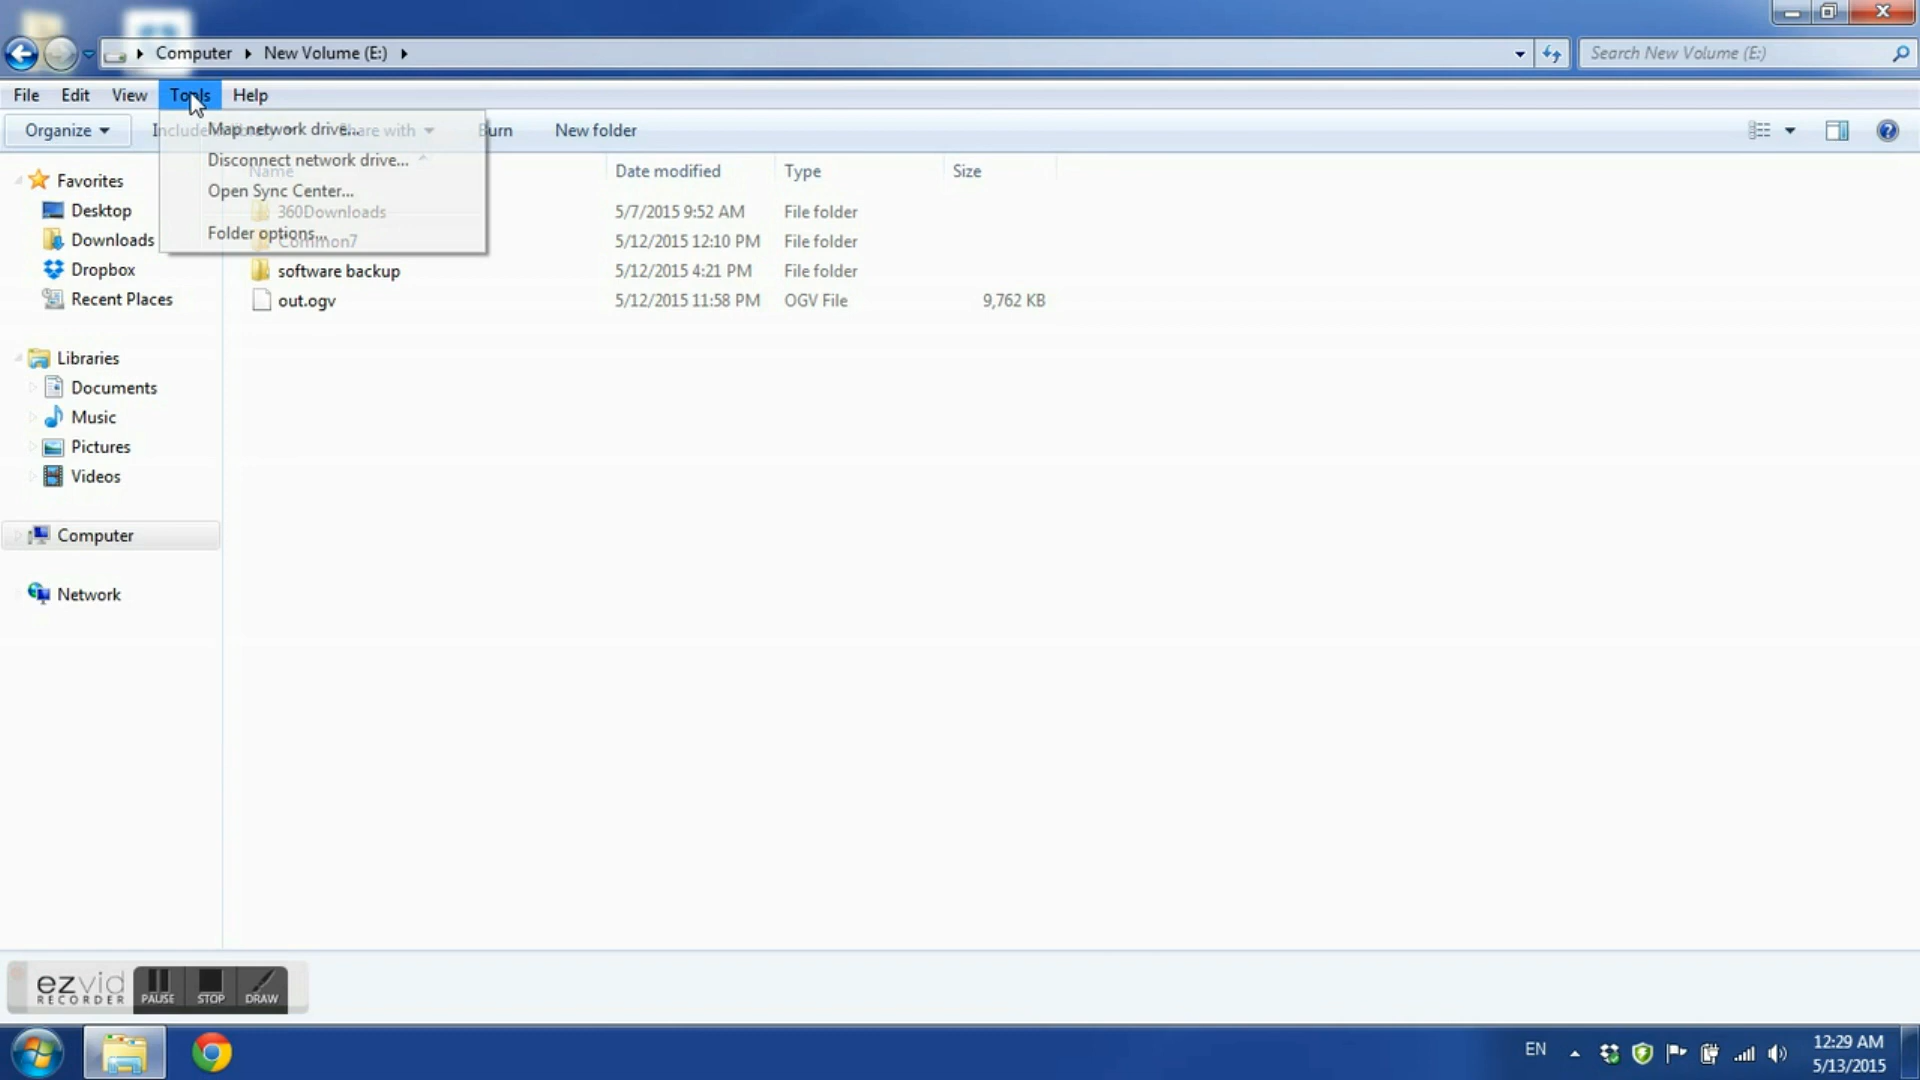 Computer New Volume (E:)
Search New Volume (E:)
File Edit View Tools Help
Organize Include Share with Burn New folder
Map network drive...
Disconnect network drive...
Open Sync Center...
Folder options...
Name Date modified Type Size
360Downloads 5/7/2015 9:52 AM File folder
Common7 5/12/2015 12:10 PM File folder
software backup 5/12/2015 4:21 PM File folder
out.ogv 5/12/2015 11:58 PM OGV File 9,762 KB
Favorites
Desktop
Downloads
Dropbox
Recent Places
Libraries
Documents
Music
Pictures
Videos
Computer
Network
ezvid
RECORDER
PAUSE STOP DRAW
EN
12:29 AM
5/13/2015